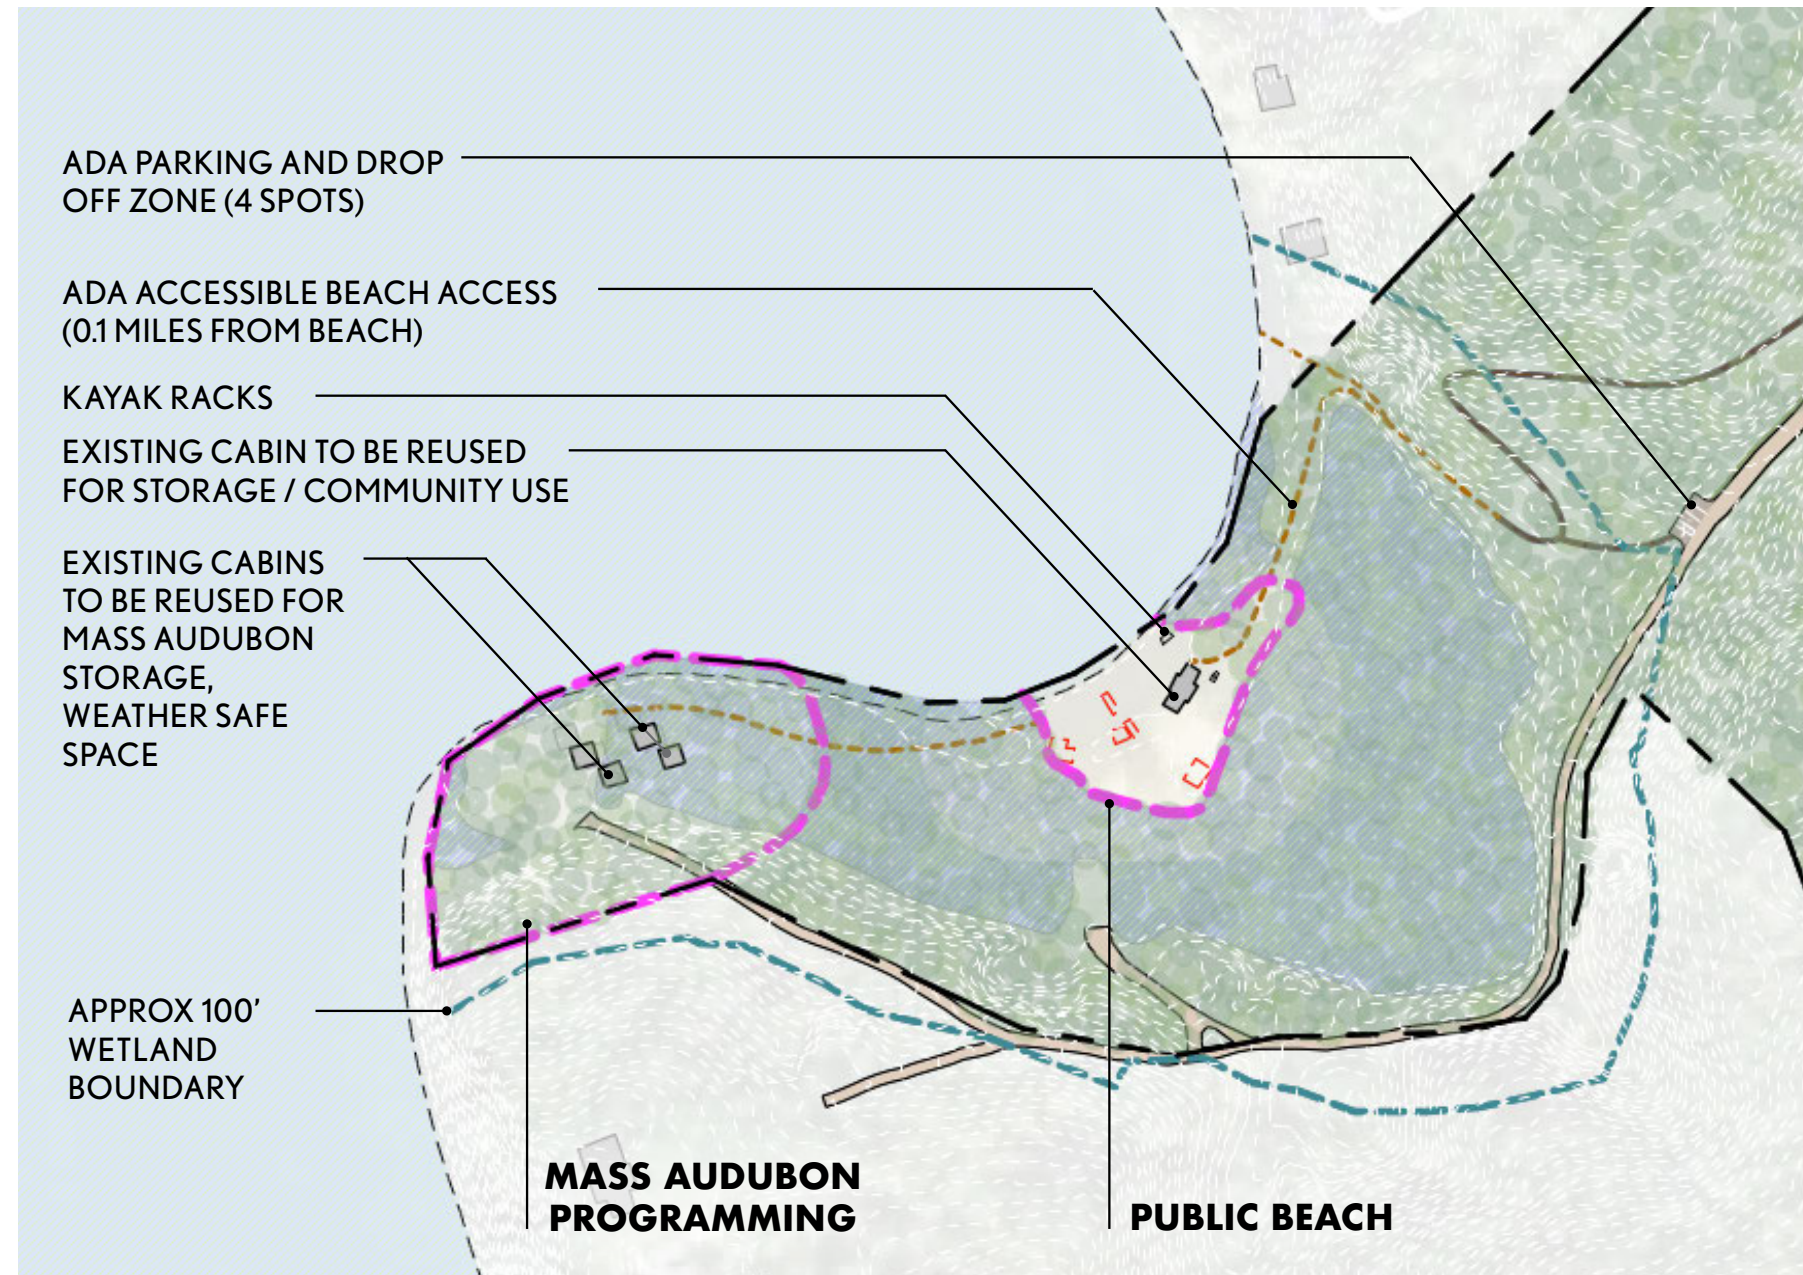 ADA PARKING AND DROP
OFF ZONE (4 SPOTS)
ADA ACCESSIBLE BEACH ACCESS
(0.1 MILES FROM BEACH)
KAYAK RACKS
EXISTING CABIN TO BE REUSED
FOR STORAGE / COMMUNITY USE
EXISTING CABINS
TO BE REUSED FOR
MASS AUDUBON
STORAGE,
WEATHER SAFE
SPACE
APPROX 100'
WETLAND
BOUNDARY
MASS AUDUBON
PROGRAMMING
PUBLIC BEACH